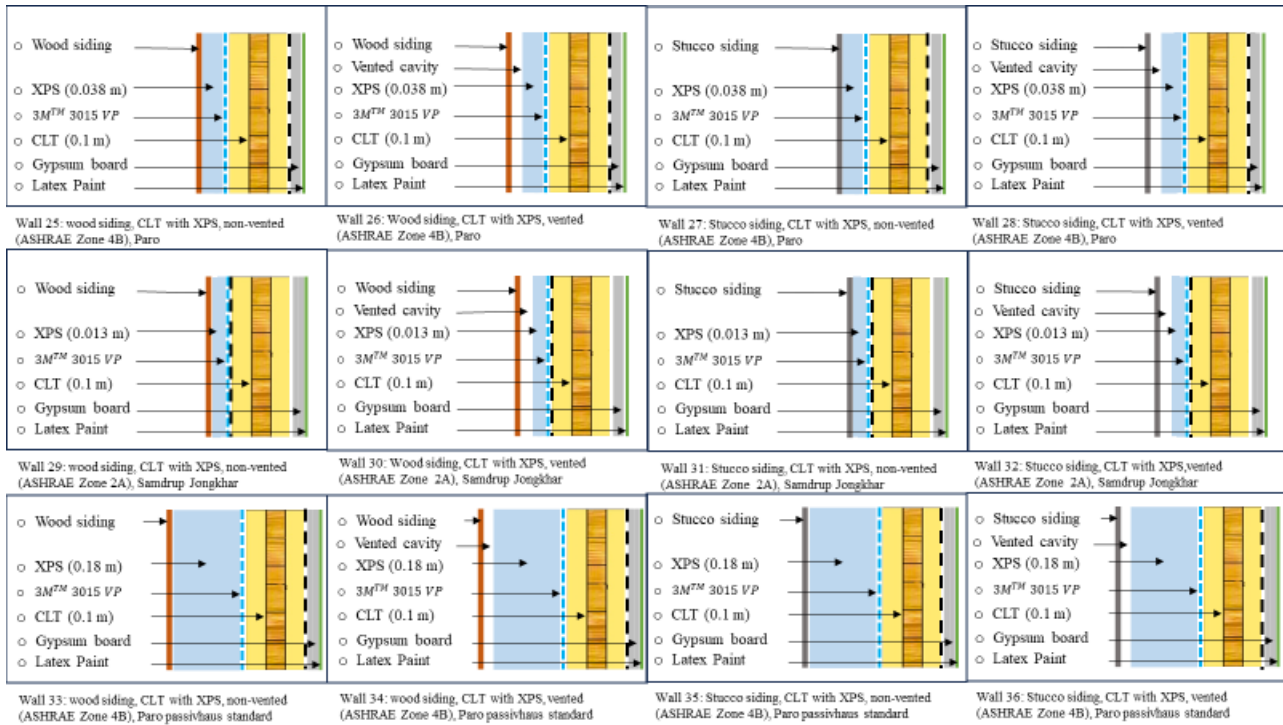 ○ Wood siding
○ XPS (0.038 m)
○ 3M™ 3015 VP
○ CLT (0.1 m)
○ Gypsum board
○ Latex Paint
Wall 25: wood siding, CLT with XPS, non-vented
(ASHRAE Zone 4B), Paro
○ Wood siding
○ Vented cavity
○ XPS (0.038 m)
○ 3M™ 3015 VP
○ CLT (0.1 m)
○ Gypsum board
○ Latex Paint
Wall 26: Wood siding, CLT with XPS, vented
(ASHRAE Zone 4B), Paro
○ Stucco siding
○ XPS (0.038 m)
○ 3M™ 3015 VP
○ CLT (0.1 m)
○ Gypsum board
○ Latex Paint
Wall 27: Stucco siding, CLT with XPS, non-vented
(ASHRAE Zone 4B), Paro
○ Stucco siding
○ Vented cavity
○ XPS (0.038 m)
○ 3M™ 3015 VP
○ CLT (0.1 m)
○ Gypsum board
○ Latex Paint
Wall 28: Stucco siding, CLT with XPS, vented
(ASHRAE Zone 4B), Paro
○ Wood siding
○ XPS (0.013 m)
○ 3M™ 3015 VP
○ CLT (0.1 m)
○ Gypsum board
○ Latex Paint
Wall 29: wood siding, CLT with XPS, non-vented
(ASHRAE Zone 2A), Samdrup Jongkhar
○ Wood siding
○ Vented cavity
○ XPS (0.013 m)
○ 3M™ 3015 VP
○ CLT (0.1 m)
○ Gypsum board
○ Latex Paint
Wall 30: Wood siding, CLT with XPS, vented
(ASHRAE Zone 2A), Samdrup Jongkhar
○ Stucco siding
○ XPS (0.013 m)
○ 3M™ 3015 VP
○ CLT (0.1 m)
○ Gypsum board
○ Latex Paint
Wall 31: Stucco siding, CLT with XPS, non-vented
(ASHRAE Zone 2A), Samdrup Jongkhar
○ Stucco siding
○ Vented cavity
○ XPS (0.013 m)
○ 3M™ 3015 VP
○ CLT (0.1 m)
○ Gypsum board
○ Latex Paint
Wall 32: Stucco siding, CLT with XPS,vented
(ASHRAE Zone 2A), Samdrup Jongkhar
○ Wood siding
○ XPS (0.18 m)
○ 3M™ 3015 VP
○ CLT (0.1 m)
○ Gypsum board
○ Latex Paint
Wall 33: wood siding, CLT with XPS, non-vented
(ASHRAE Zone 4B), Paro passivhaus standard
○ Wood siding
○ Vented cavity
○ XPS (0.18 m)
○ 3M™ 3015 VP
○ CLT (0.1 m)
○ Gypsum board
○ Latex Paint
Wall 34: wood siding, CLT with XPS, vented
(ASHRAE Zone 4B), Paro passivhaus standard
○ Stucco siding
○ XPS (0.18 m)
○ 3M™ 3015 VP
○ CLT (0.1 m)
○ Gypsum board
○ Latex Paint
Wall 35: Stucco siding, CLT with XPS, non-vented
(ASHRAE Zone 4B), Paro passivhaus standard
○ Stucco siding
○ Vented cavity
○ XPS (0.18 m)
○ 3M™ 3015 VP
○ CLT (0.1 m)
○ Gypsum board
○ Latex Paint
Wall 36: Stucco siding, CLT with XPS, vented
(ASHRAE Zone 4B), Paro passivhaus standard